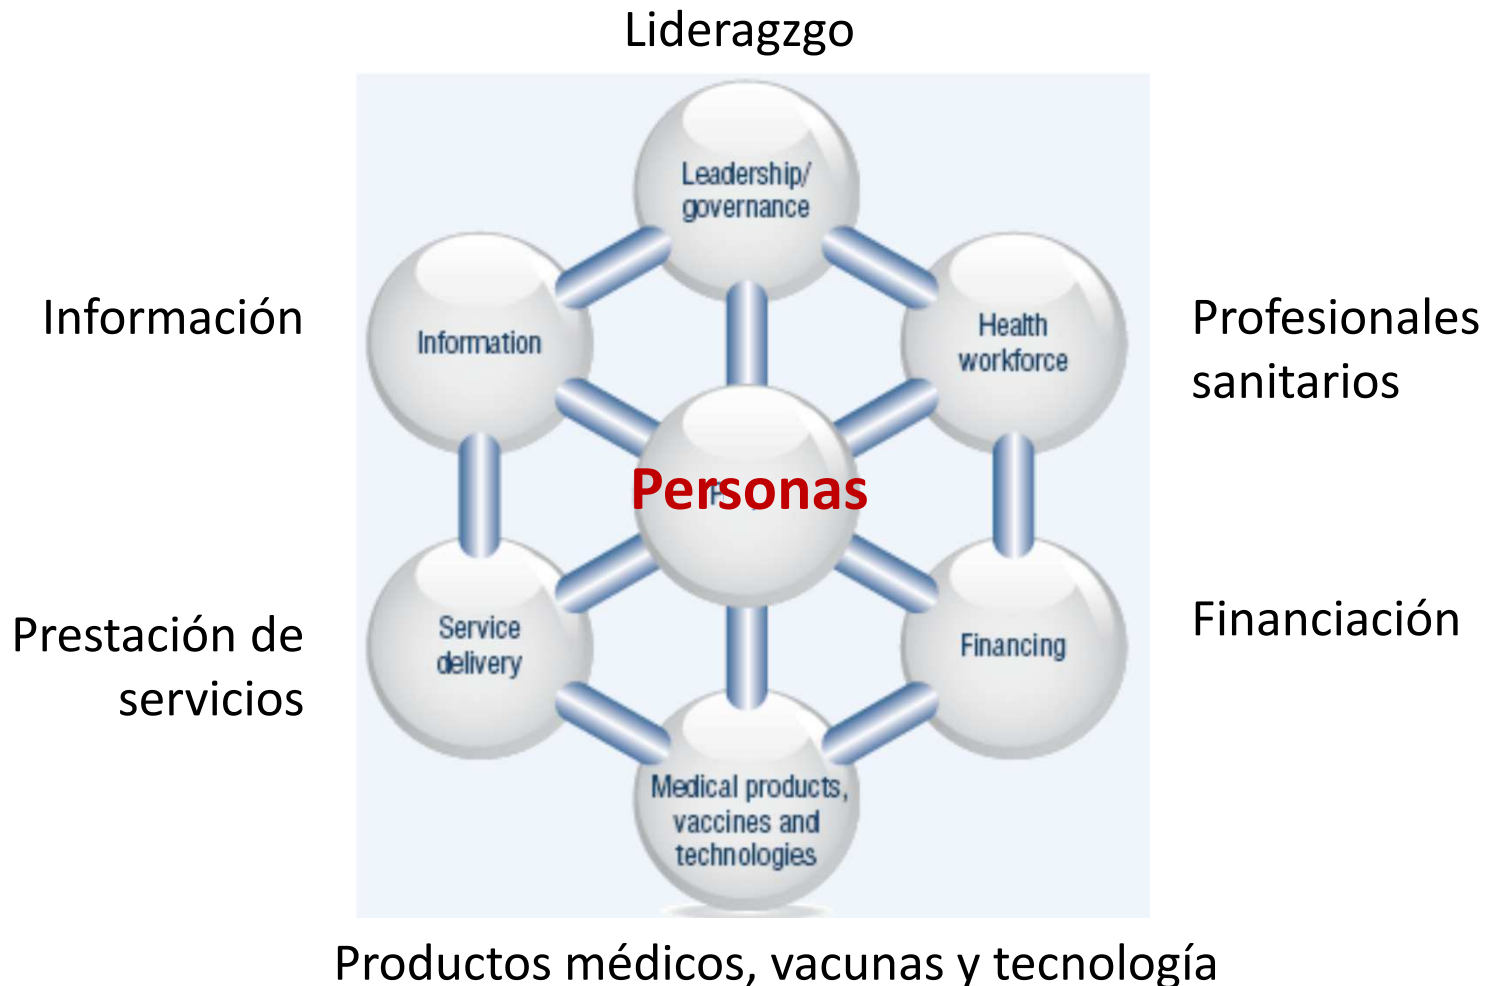 Lideragzgo
Leadership/
governance
Información
Information
Health
workforce
Profesionales
sanitarios
Personas
Prestación de
servicios
Service
delivery
Financing
Financiación
Medical products,
vaccines and
technologies
Productos médicos, vacunas y tecnología